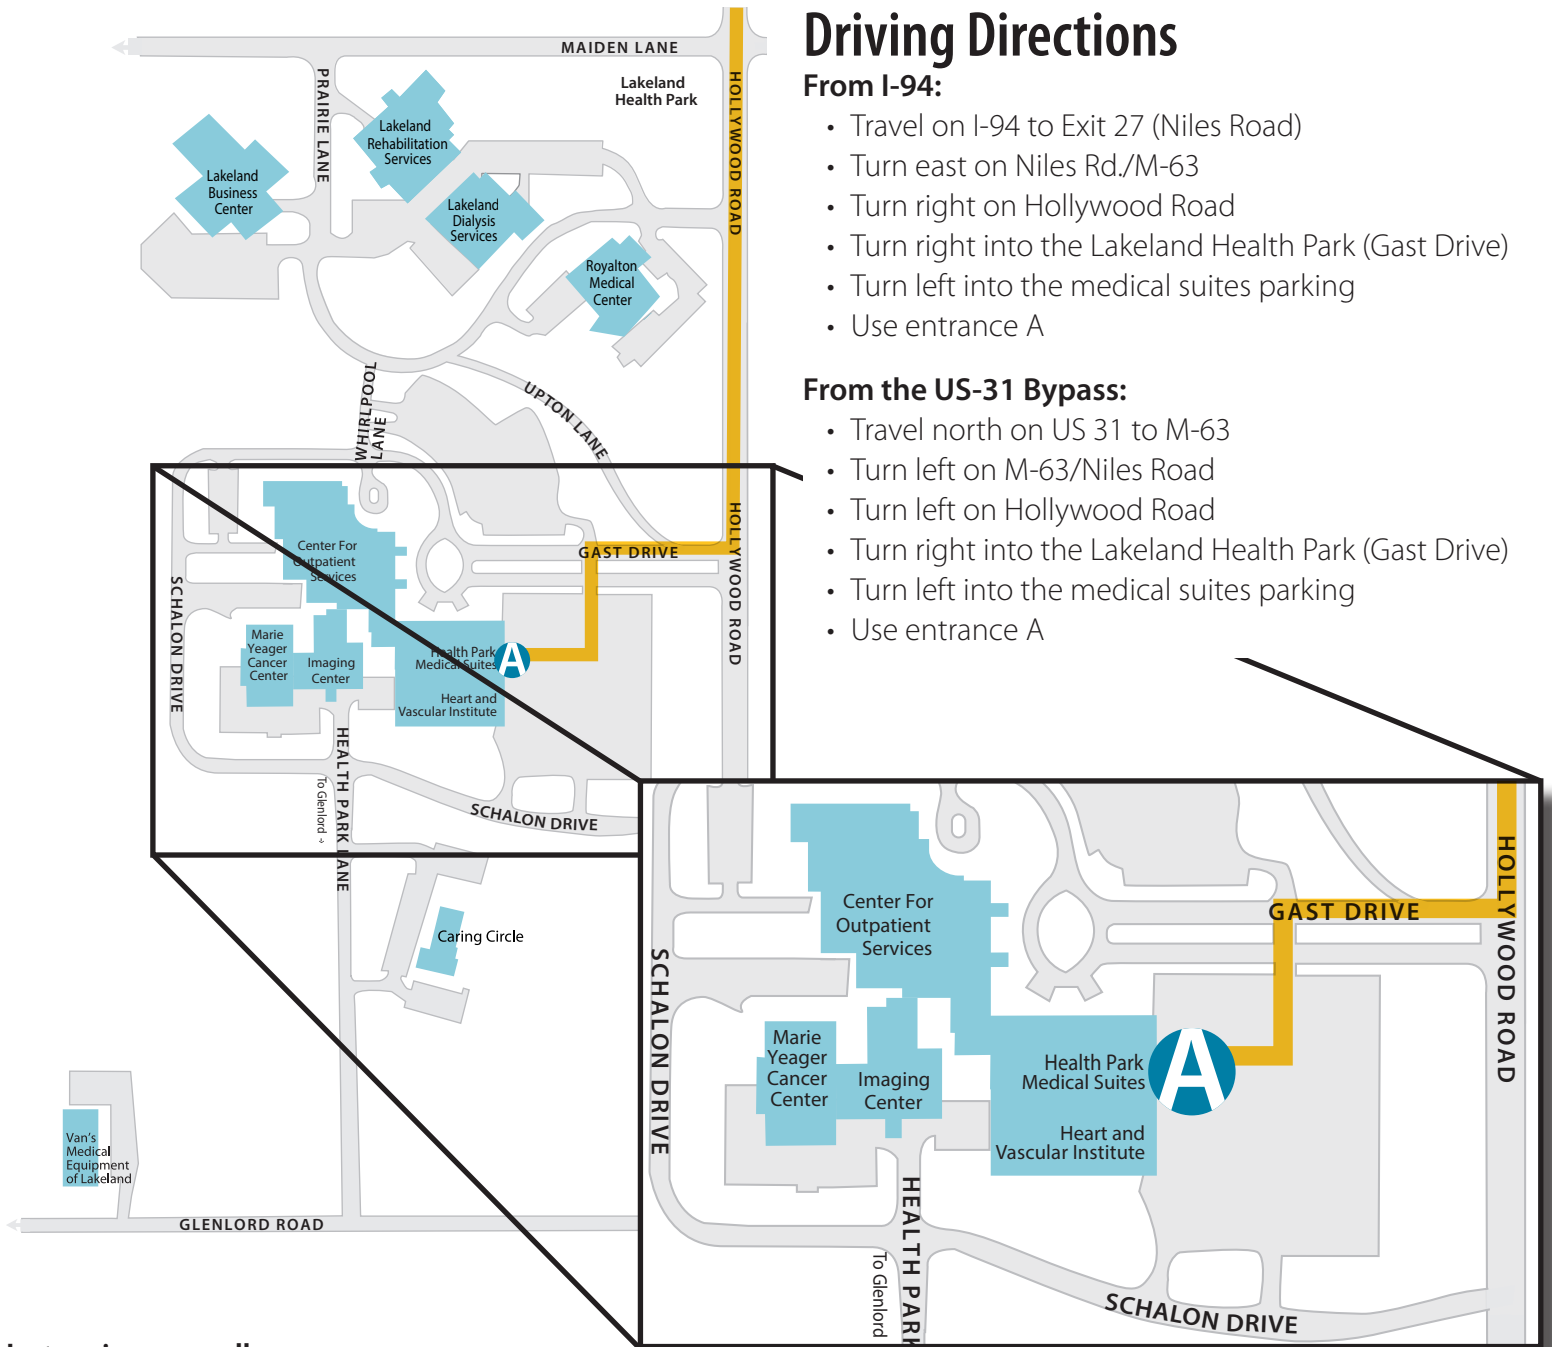 Driving Directions
From I-94:
• Travel on I-94 to Exit 27 (Niles Road)
• Turn east on Niles Rd./M-63
• Turn right on Hollywood Road
• Turn right into the Lakeland Health Park (Gast Drive)
• Turn left into the medical suites parking
• Use entrance A
From the US-31 Bypass:
• Travel north on US 31 to M-63
• Turn left on M-63/Niles Road
• Turn left on Hollywood Road
• Turn right into the Lakeland Health Park (Gast Drive)
• Turn left into the medical suites parking
• Use entrance A
MAIDEN LANE
PRAIRIE LANE
Lakeland
Health Park
HOLLYWOOD ROAD
Lakeland
Rehabilitation
Services
Lakeland
Business
Center
Lakeland
Dialysis
Services
Royalton
Medical
Center
WHIRLPOOL
LANE
UPTON LANE
HOLLYWOOD ROAD
GAST DRIVE
Center For
Outpatient
Services
SCHALON DRIVE
Marie
Yeager
Cancer
Center
Imaging
Center
Health Park
Medical Suites
A
Heart and
Vascular Institute
HEALTH PARK LANE
To Glenlord
SCHALON DRIVE
Caring Circle
Van's
Medical
Equipment
of Lakeland
GLENLORD ROAD
HOLLYWOOD ROAD
GAST DRIVE
Center For
Outpatient
Services
SCHALON DRIVE
Marie
Yeager
Cancer
Center
Imaging
Center
Health Park
Medical Suites
A
Heart and
Vascular Institute
HEALTH PARK
To Glenlord
SCHALON DRIVE